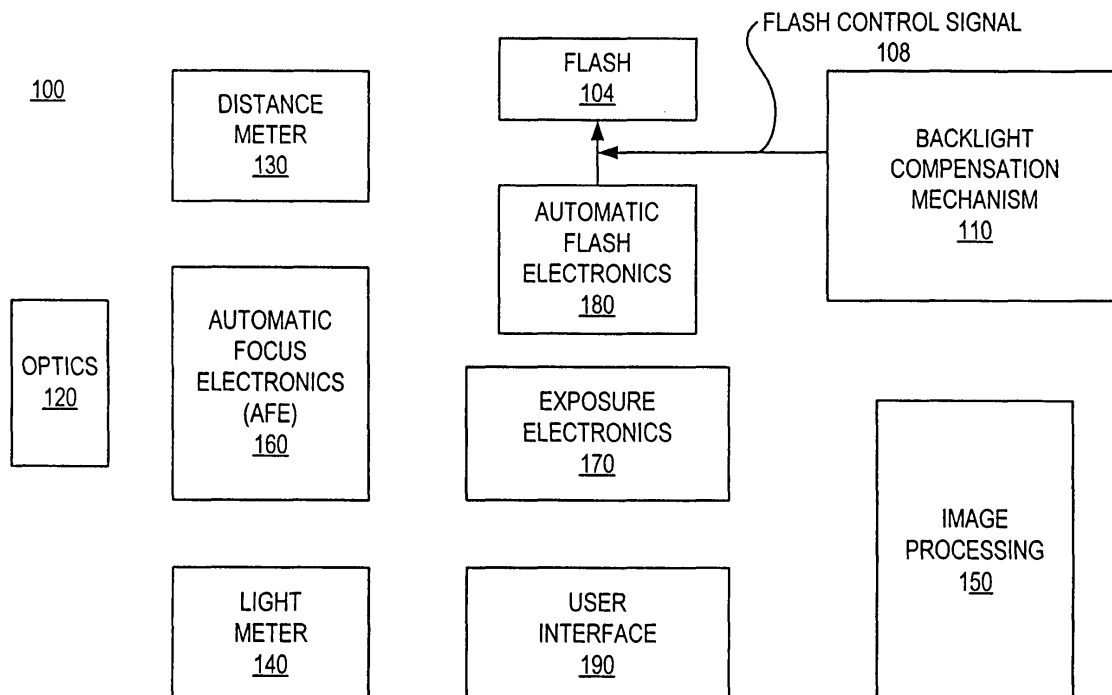 100
DISTANCE
METER
130
FLASH
104
FLASH CONTROL SIGNAL
108
BACKLIGHT
COMPENSATION
MECHANISM
110
AUTOMATIC
FLASH
ELECTRONICS
180
OPTICS
120
AUTOMATIC
FOCUS
ELECTRONICS
(AFE)
160
EXPOSURE
ELECTRONICS
170
IMAGE
PROCESSING
150
LIGHT
METER
140
USER
INTERFACE
190